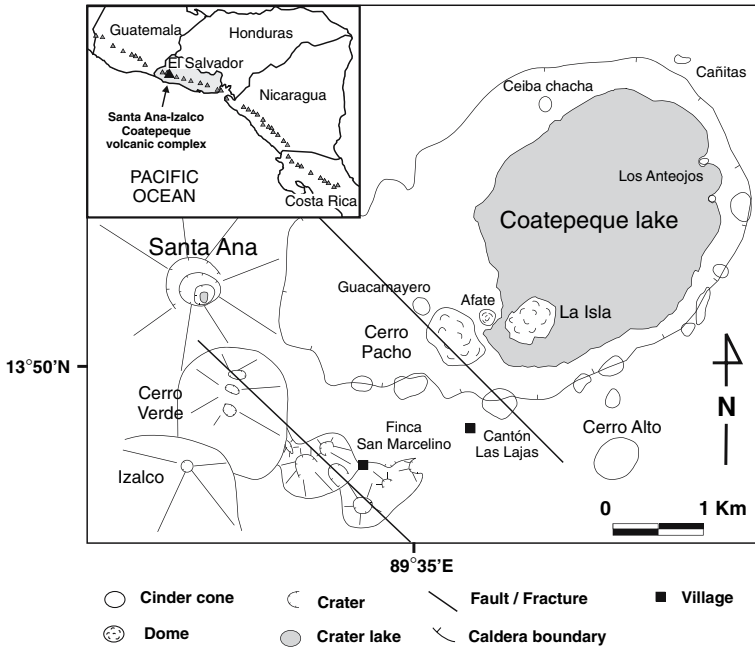 Guatemala
Honduras
El Salvador
Nicaragua
Santa Ana-Izalco
Coatepeque
volcanic complex
PACIFIC
OCEAN
Costa Rica
Cañitas
Ceiba chacha
Los Anteojos
Coatepeque lake
Santa Ana
Guacamayero
Afate
La Isla
Cerro
Pacho
13°50'N
Cerro
Verde
N
Finca
San Marcelino
Cantón
Las Lajas
Cerro Alto
Izalco
0 1 Km
89°35'E
Cinder cone
Crater
Fault / Fracture
Village
Dome
Crater lake
Caldera boundary